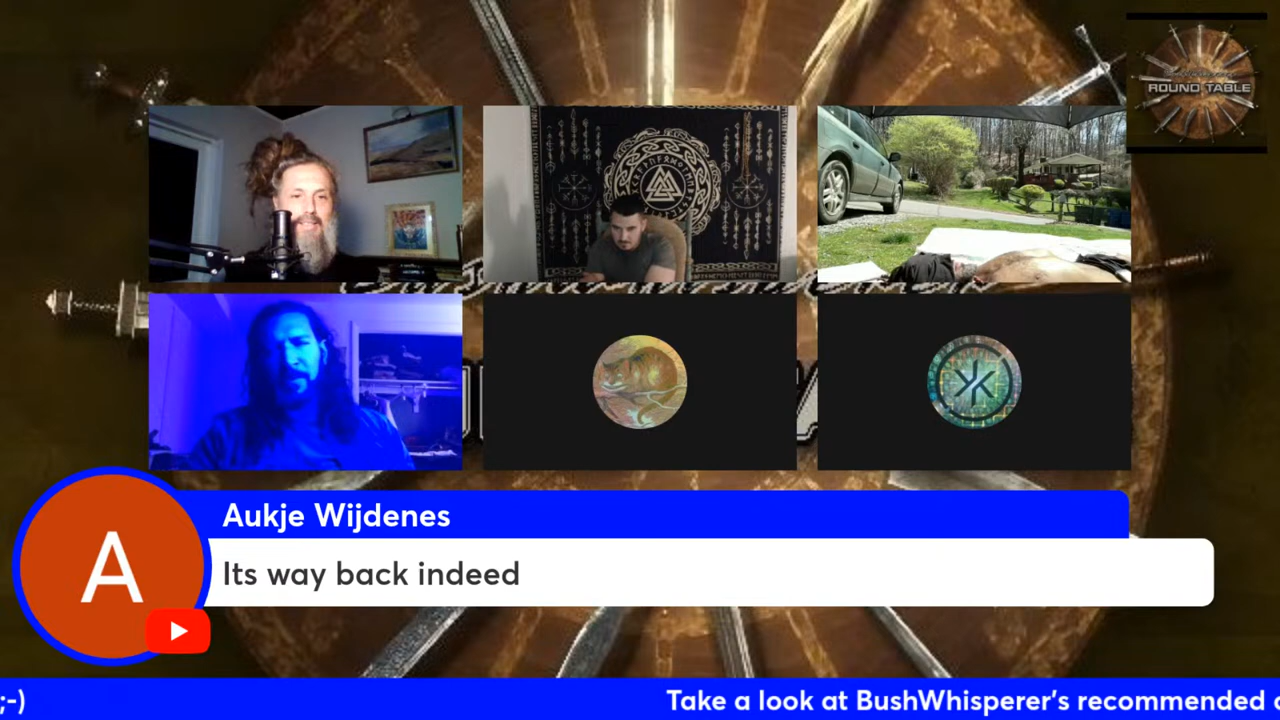 ROUND TABLE
Aukje Wijdenes
Its way back indeed
A
;-)
Take a look at BushWhisperer's recommended